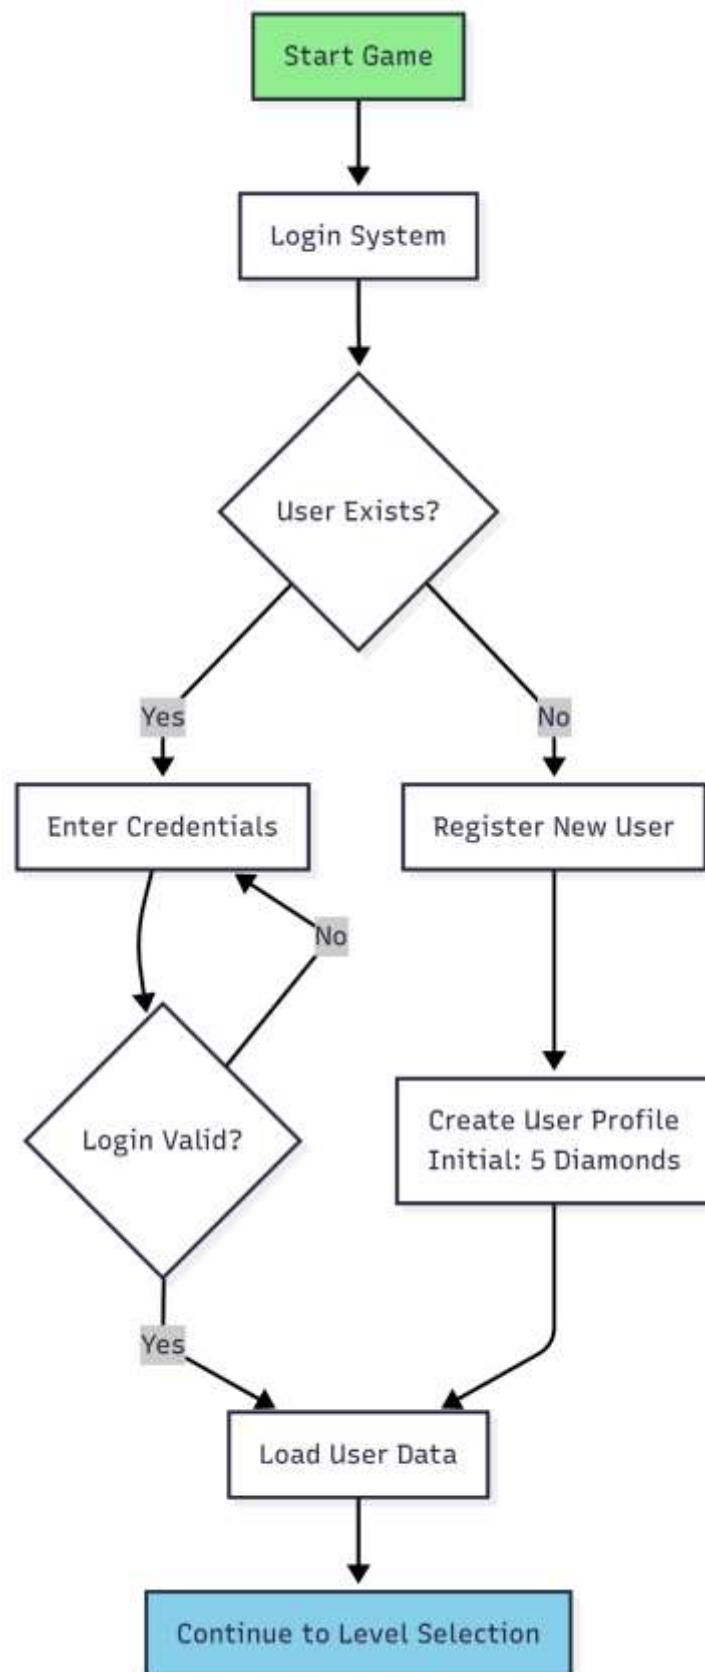 Start Game
Login System
User Exists?
Yes
No
Enter Credentials
Register New User
No
Login Valid?
Create User Profile
Initial: 5 Diamonds
Yes
Load User Data
Continue to Level Selection